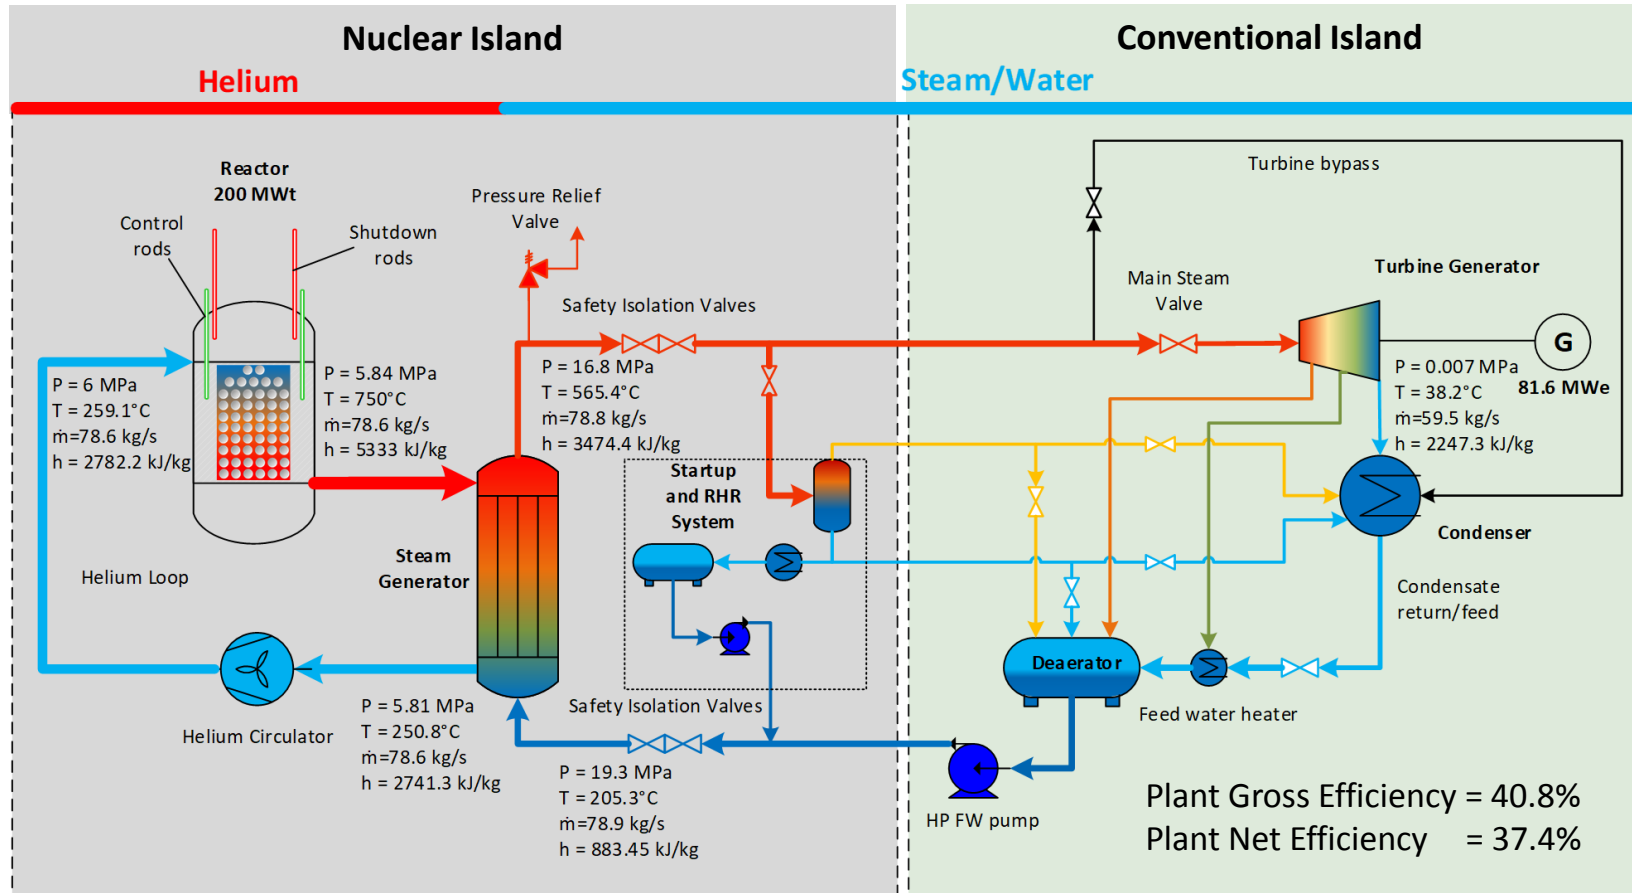 Nuclear Island
Conventional Island
Helium
Steam/Water
Reactor
200 MWt
Control
rods
Shutdown
rods
Pressure Relief
Valve
Safety Isolation Valves
Turbine bypass
Main Steam
Valve
Turbine Generator
G
81.6 MWe
P = 6 MPa
T = 259.1°C
ṁ=78.6 kg/s
h = 2782.2 kJ/kg
P = 5.84 MPa
T = 750°C
ṁ=78.6 kg/s
h = 5333 kJ/kg
P = 16.8 MPa
T = 565.4°C
ṁ=78.8 kg/s
h = 3474.4 kJ/kg
P = 0.007 MPa
T = 38.2°C
ṁ=59.5 kg/s
h = 2247.3 kJ/kg
Startup
and RHR
System
Steam
Generator
Condenser
Helium Loop
Condensate
return/feed
Deaerator
Feed water heater
Helium Circulator
P = 5.81 MPa
T = 250.8°C
ṁ=78.6 kg/s
h = 2741.3 kJ/kg
Safety Isolation Valves
P = 19.3 MPa
T = 205.3°C
ṁ=78.9 kg/s
h = 883.45 kJ/kg
HP FW pump
Plant Gross Efficiency = 40.8%
Plant Net Efficiency = 37.4%